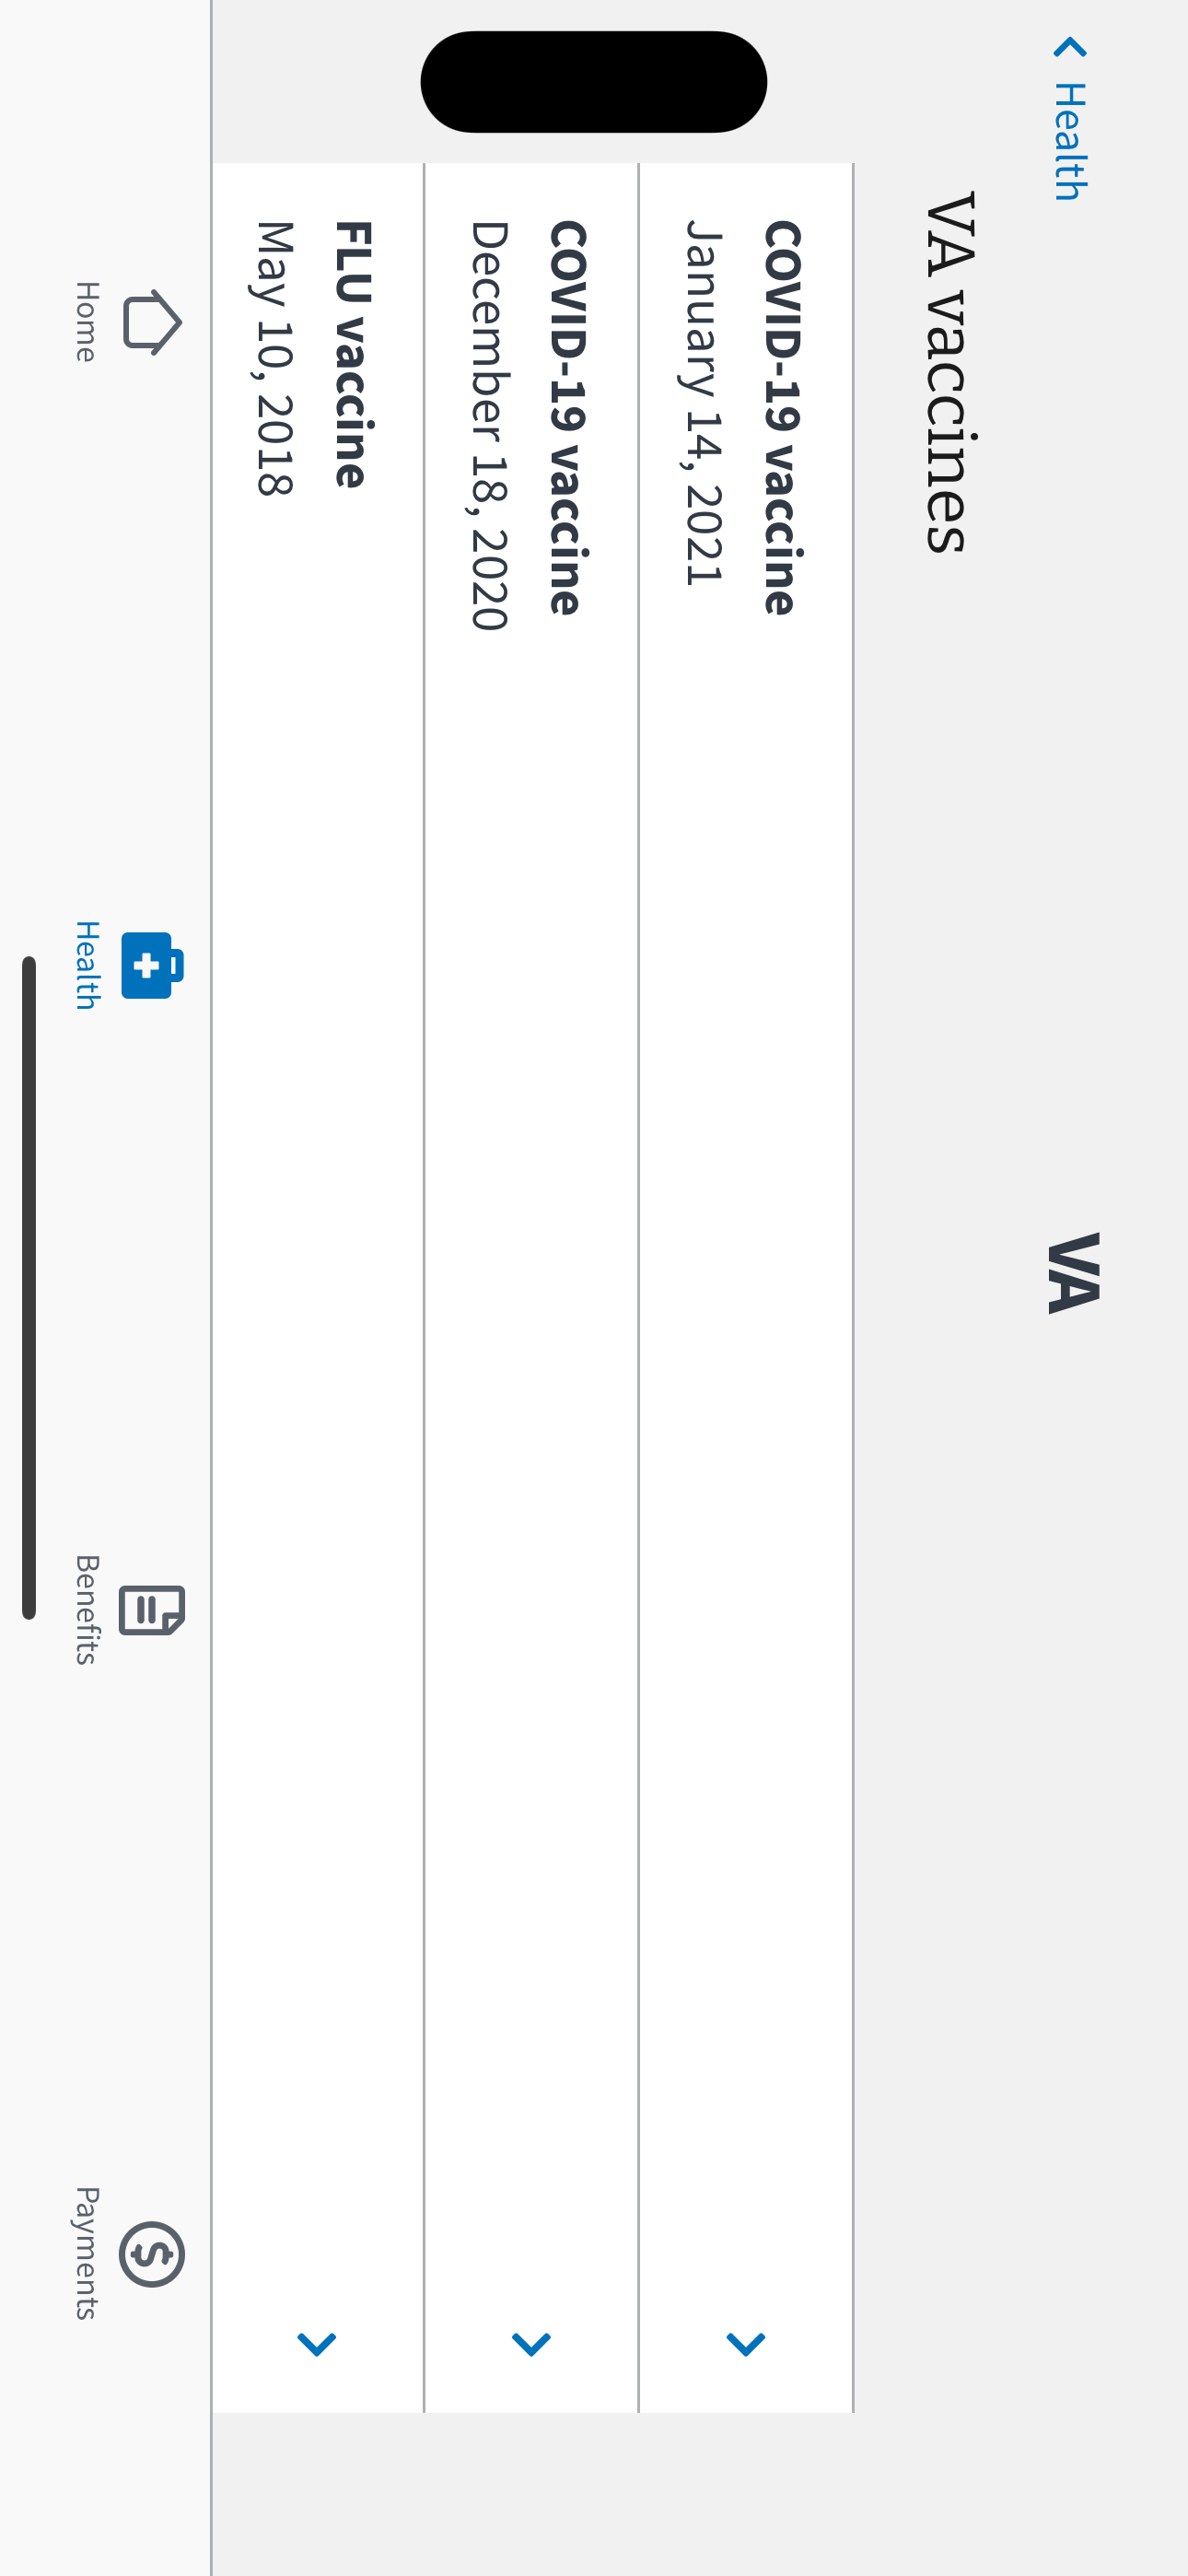 Health
VA
VA vaccines
COVID-19 vaccine
January 14, 2021
COVID-19 vaccine
December 18, 2020
FLU vaccine
May 10, 2018
Home
Health
Benefits
Payments